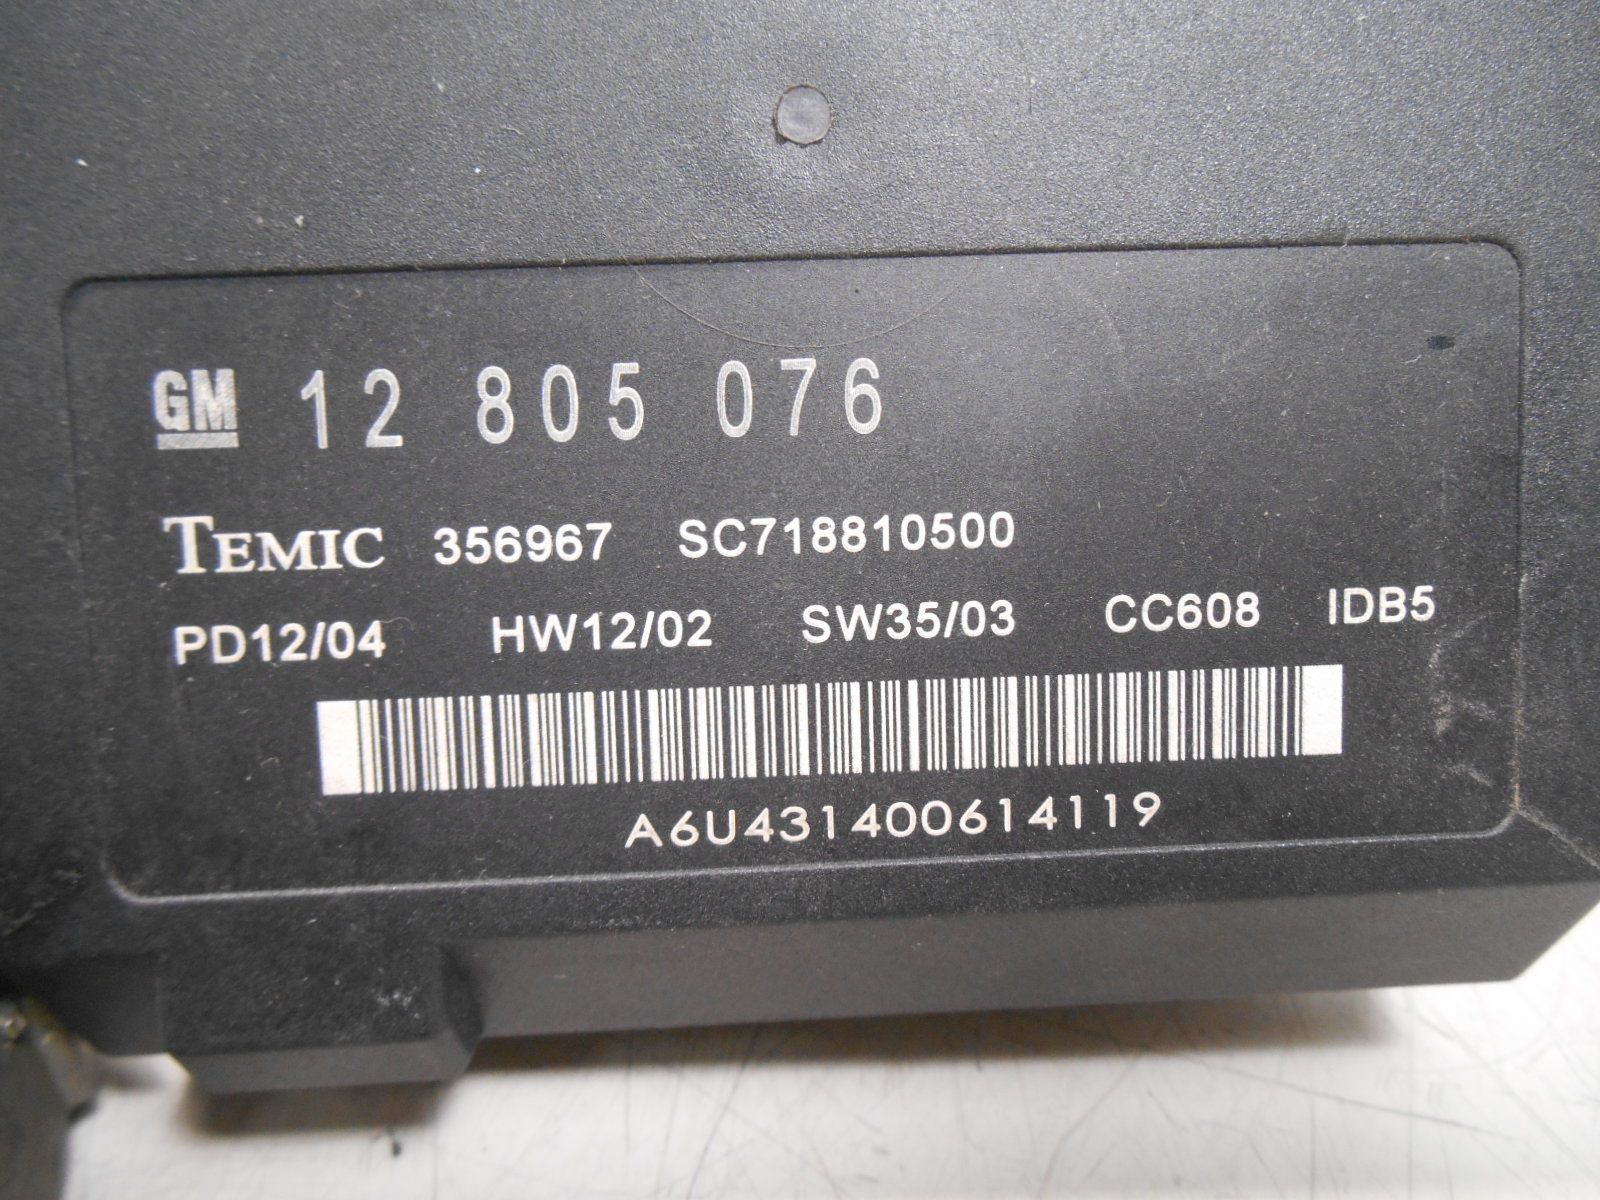 GM 12 805 076
TEMIC 356967 SC718810500
PD12/04 HW12/02 SW35/03 CC608 IDB5
A6U431400614119